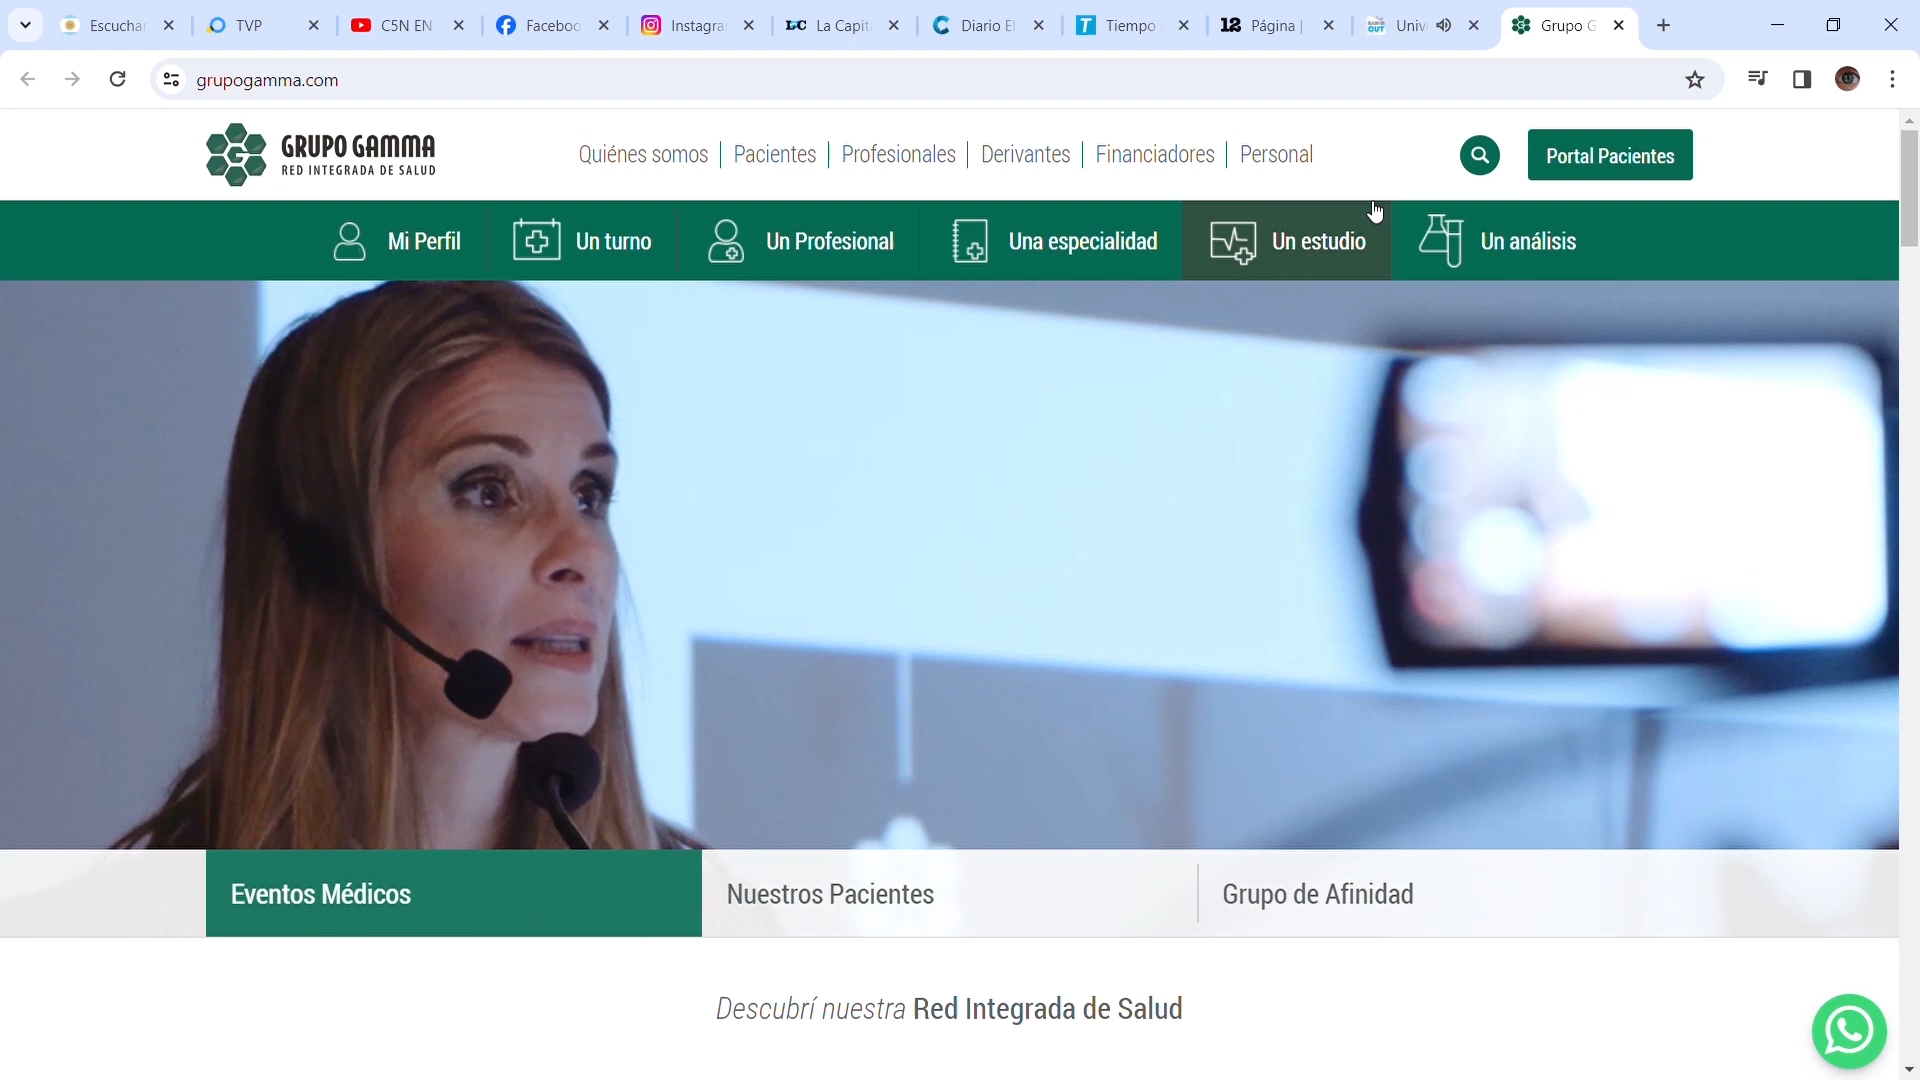 Escuchar
TVP
C5N EN
Faceboo
Instagra
La Capit
Diario El
Tiempo
Página |
Univ
Grupo G
grupogamma.com
GRUPO GAMMA
RED INTEGRADA DE SALUD
Quiénes somos
Pacientes
Profesionales
Derivantes
Financiadores
Personal
Portal Pacientes
Mi Perfil
Un turno
Un Profesional
Una especialidad
Un estudio
Un análisis
Eventos Médicos
Nuestros Pacientes
Grupo de Afinidad
Descubrí nuestra Red Integrada de Salud